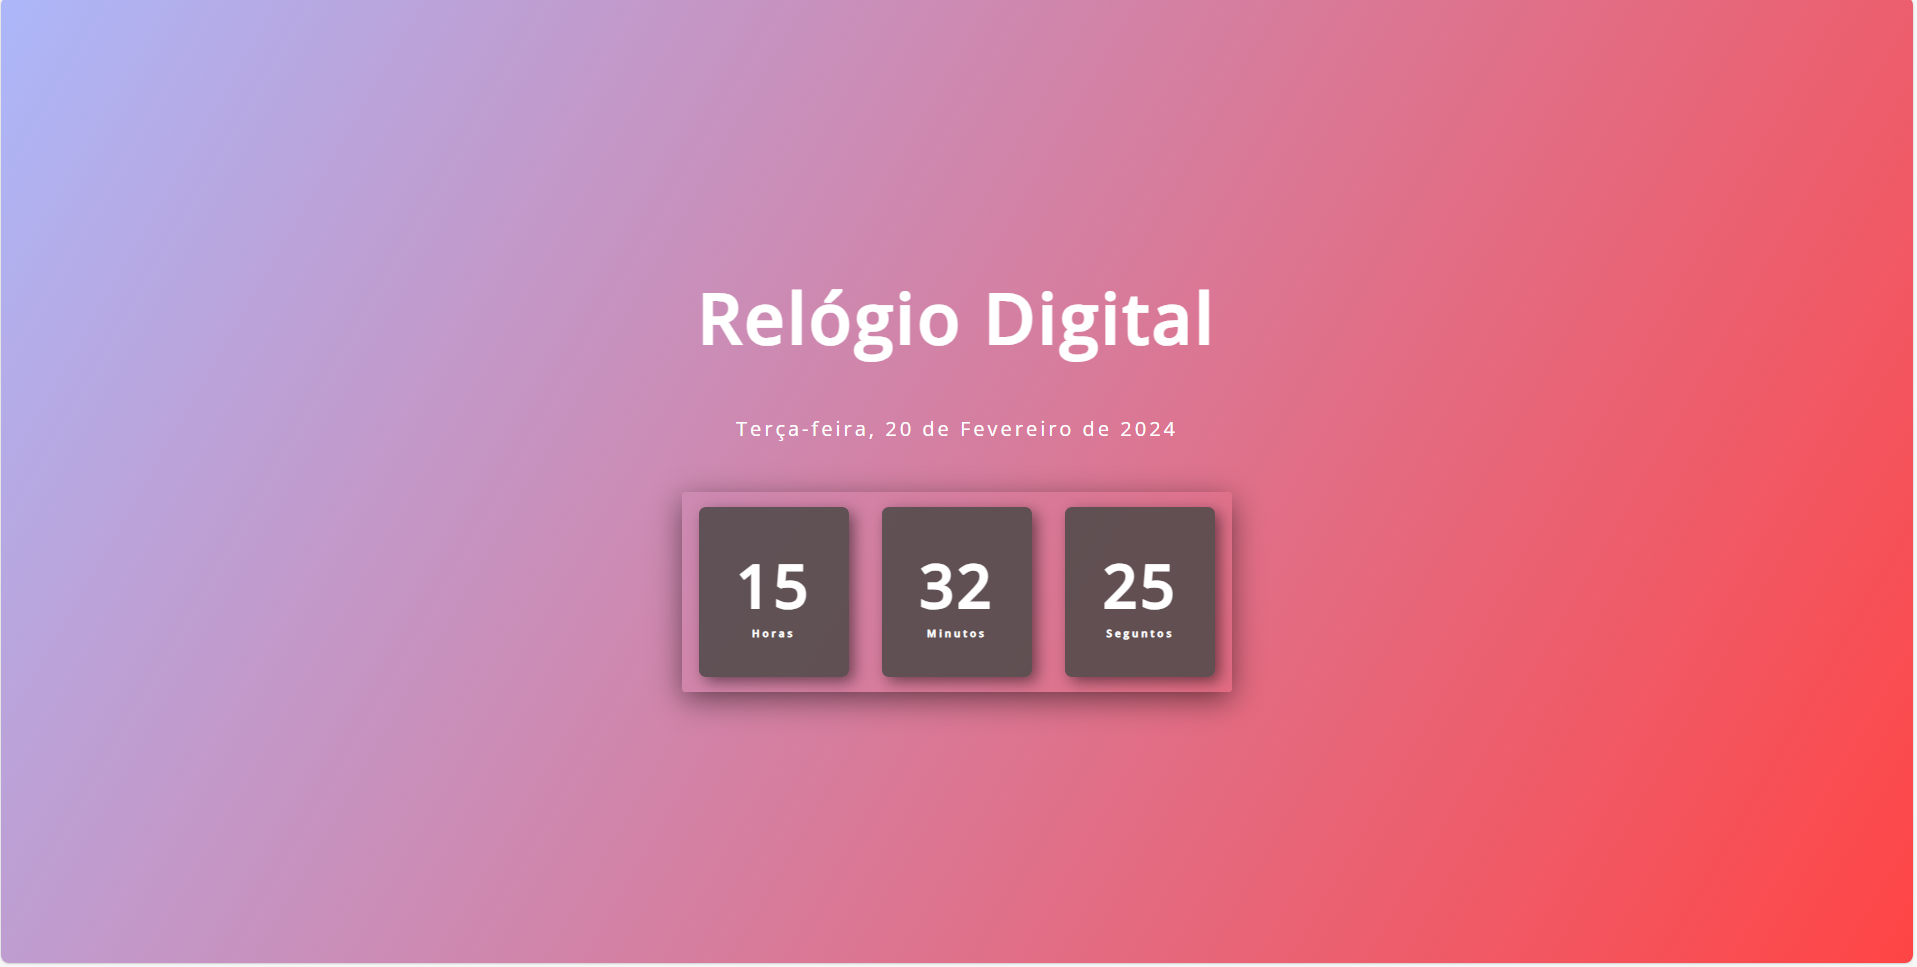 Relógio Digital
Terça-feira, 20 de Fevereiro de 2024
15 32 25
Horas Minutos Seguntos